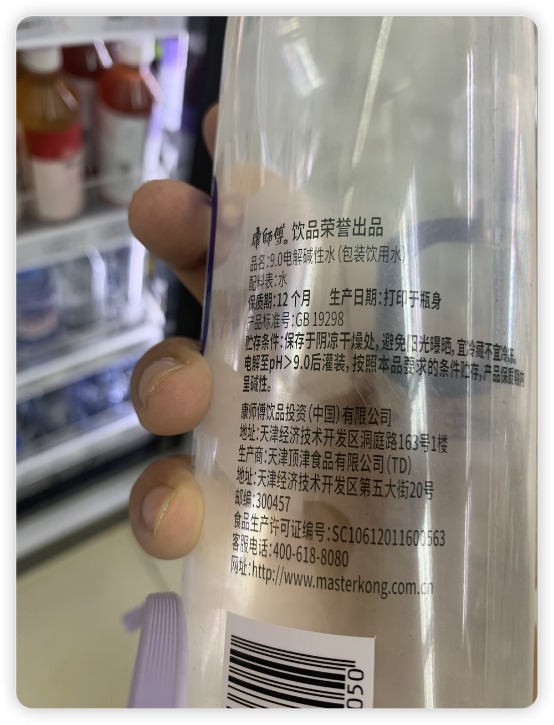 康师傅。饮品荣誉出品
品名:9.0电解碱性水(包装饮用水)
配料表:水
保质期:12个月 生产日期:打印于瓶身
产品标准号:GB 19298
贮存条件:保存于阴凉干燥处,避免阳光曝晒,宜冷藏不宜冷冻。
电解至pH＞9.0后灌装,按照本品要求的条件贮存,产品保质期内
呈碱性。
康师傅饮品投资(中国)有限公司
地址:天津经济技术开发区洞庭路163号1楼
生产商:天津顶津食品有限公司(TD)
地址:天津经济技术开发区第五大街20号
邮编:300457
食品生产许可证编号:SC10612011600563
客服电话:400-618-8080
网址:http://www.masterkong.com.cn
050